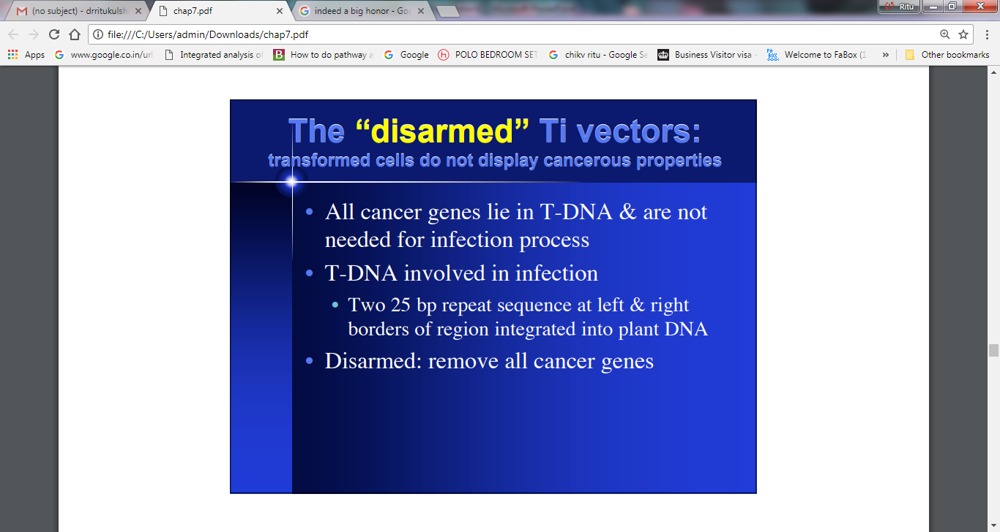 (no subject) - drritukulsh
chap7.pdf
indeed a big honor - Goo
Ritu
file:///C:/Users/admin/Downloads/chap7.pdf
Apps
www.google.co.in/url
Integrated analysis of
B
How to do pathway a
Google
h
POLO BEDROOM SET
chikv ritu - Google Se
Business Visitor visa -
FA
BOX
Welcome to FaBox (1
»
Other bookmarks
The “disarmed” Ti vectors:
transformed cells do not display cancerous properties
• All cancer genes lie in T-DNA & are not
needed for infection process
• T-DNA involved in infection
• Two 25 bp repeat sequence at left & right
borders of region integrated into plant DNA
• Disarmed: remove all cancer genes